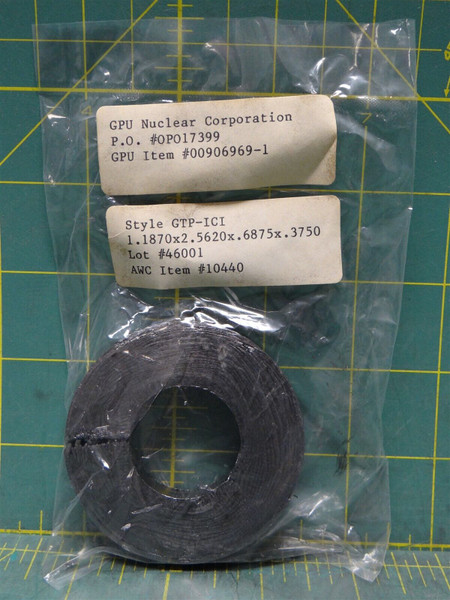 GPU Nuclear Corporation
P.O. #OP017399
GPU Item #00906969-1
Style GTP-ICI
1.1870x2.5620x.6875x.3750
Lot #46001
AWC Item #10440